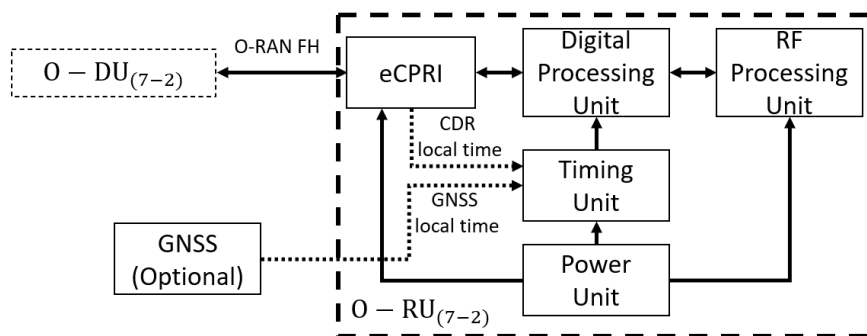 O-RAN FH
O – DU(7−2)
eCPRI
Digital
Processing
Unit
RF
Processing
Unit
CDR
local time
Timing
Unit
GNSS
local time
GNSS
(Optional)
Power
Unit
O – RU(7−2)